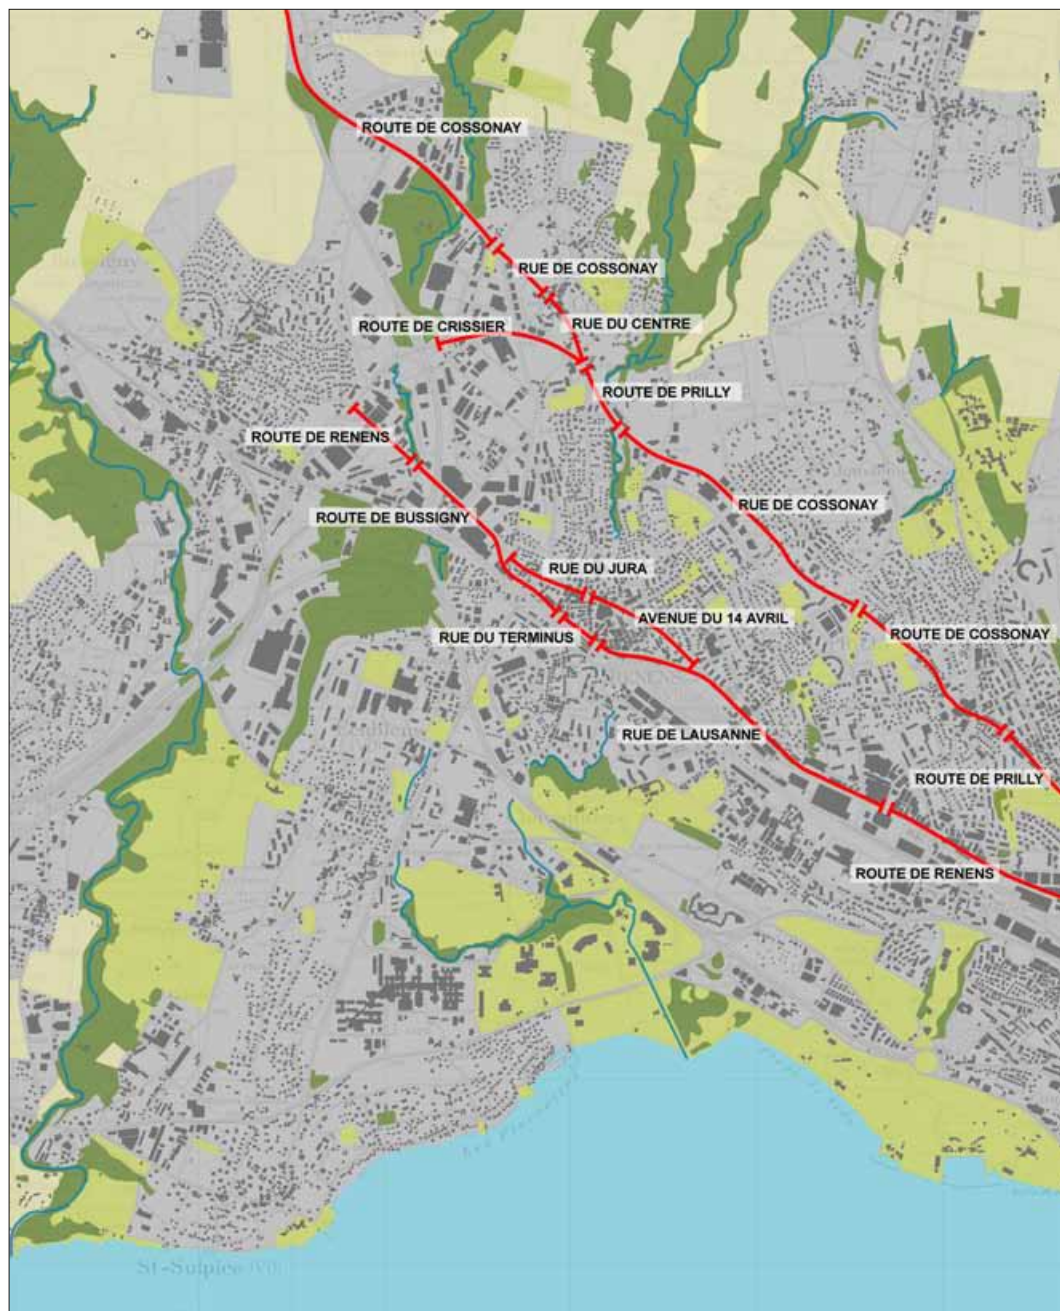 ROUTE DE COSSONAY
RUE DE COSSONAY
RUE DU CENTRE
ROUTE DE CRISSIER
ROUTE DE PRILLY
ROUTE DE RENENS
RUE DE COSSONAY
ROUTE DE BUSSIGNY
RUE DU JURA
AVENUE DU 14 AVRIL
ROUTE DE COSSONAY
RUE DU TERMINUS
RUE DE LAUSANNE
ROUTE DE PRILLY
ROUTE DE RENENS
St-Sulpice